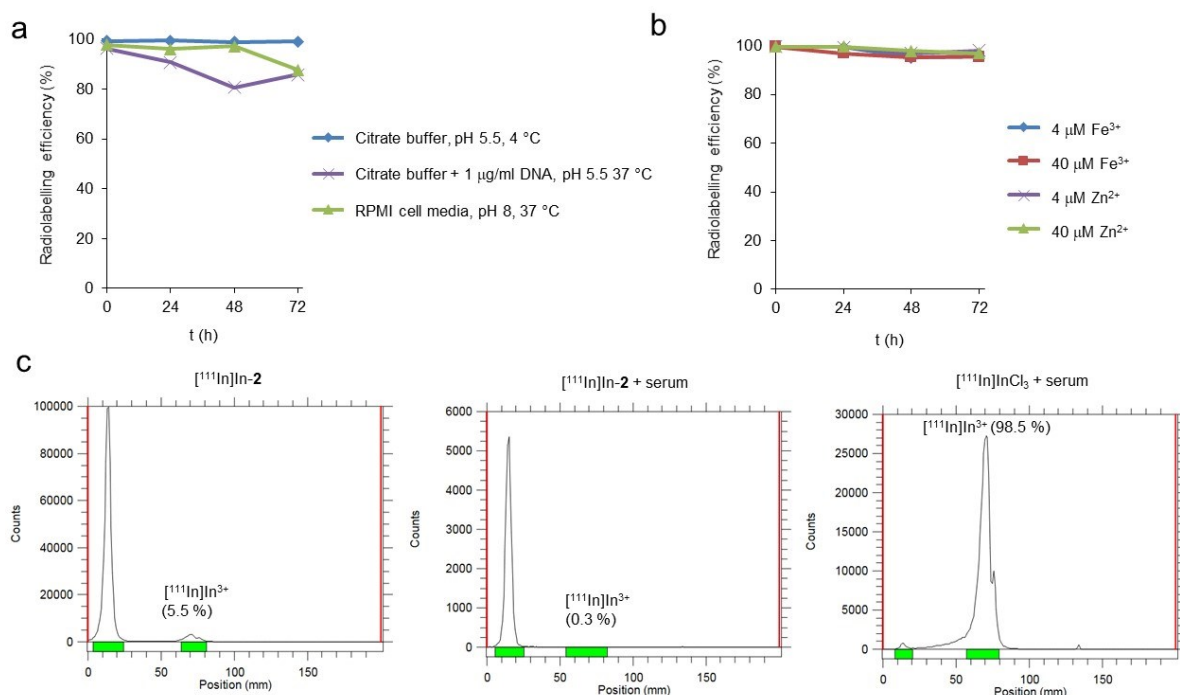 a
Radiolabelling efficiency (%)
100
80
60
40
20
0
0 24 48 72
t (h)
Citrate buffer, pH 5.5, 4 °C
Citrate buffer + 1 μg/ml DNA, pH 5.5 37 °C
RPMI cell media, pH 8, 37 °C
b
Radiolabelling efficiency (%)
100
80
60
40
20
0
0 24 48 72
t (h)
4 μM Fe³⁺
40 μM Fe³⁺
4 μM Zn²⁺
40 μM Zn²⁺
c
[¹¹¹In]In-2
Counts
100000
80000
60000
40000
20000
0
[¹¹¹In]In³⁺
(5.5 %)
0 50 100 150
Position (mm)
[¹¹¹In]In-2 + serum
Counts
6000
5000
4000
3000
2000
1000
0
[¹¹¹In]In³⁺
(0.3 %)
0 50 100 150
Position (mm)
[¹¹¹In]InCl₃ + serum
Counts
30000
25000
20000
15000
10000
5000
0
[¹¹¹In]In³⁺ (98.5 %)
0 50 100 150
Position (mm)